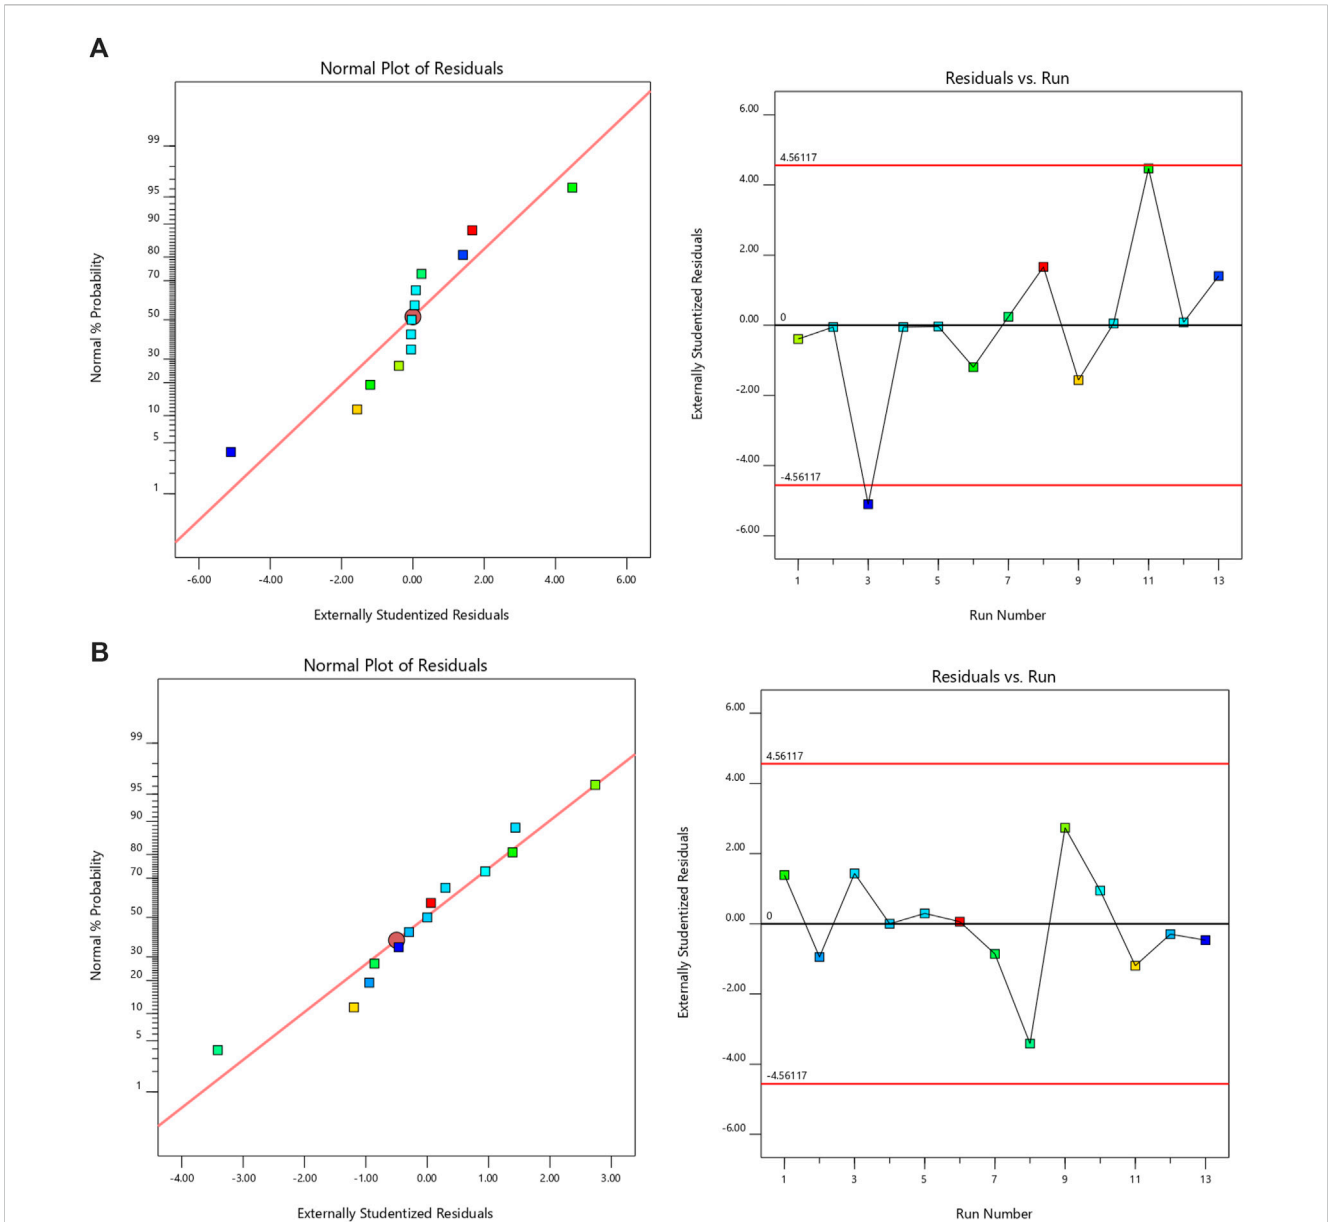 A
Normal Plot of Residuals
99
95
90
80
70
50
30
20
10
5
1
Normal % Probability
-6.00 -4.00 -2.00 0.00 2.00 4.00 6.00
Externally Studentized Residuals
Residuals vs. Run
6.00
4.56117
4.00
2.00
0
0.00
-2.00
-4.00
-4.56117
-6.00
Externally Studentized Residuals
1 3 5 7 9 11 13
Run Number
B
Normal Plot of Residuals
99
95
90
80
70
50
30
20
10
5
1
Normal % Probability
-4.00 -3.00 -2.00 -1.00 0.00 1.00 2.00 3.00
Externally Studentized Residuals
Residuals vs. Run
6.00
4.56117
4.00
2.00
0
0.00
-2.00
-4.00
-4.56117
-6.00
Externally Studentized Residuals
1 3 5 7 9 11 13
Run Number